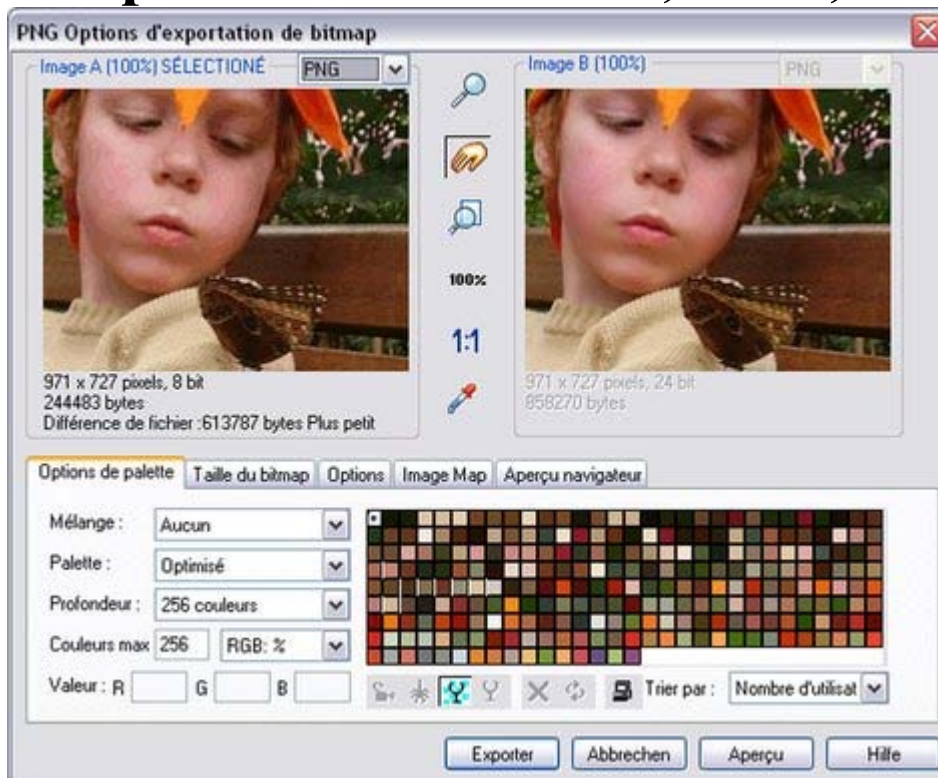 PNG Options d'exportation de bitmap
Image A (100%) SÉLECTIONÉ
PNG
Image B (100%)
PNG
100%
1:1
971 x 727 pixels, 8 bit
244483 bytes
Différence de fichier :613787 bytes Plus petit
971 x 727 pixels, 24 bit
858270 bytes
Options de palette
Taille du bitmap
Options
Image Map
Aperçu navigateur
Mélange :
Aucun
Palette :
Optimisé
Profondeur :
256 couleurs
Couleurs max
256
RGB: %
Valeur : R
G
B
Trier par :
Nombre d'utilisat
Exporter
Abbrechen
Aperçu
Hilfe